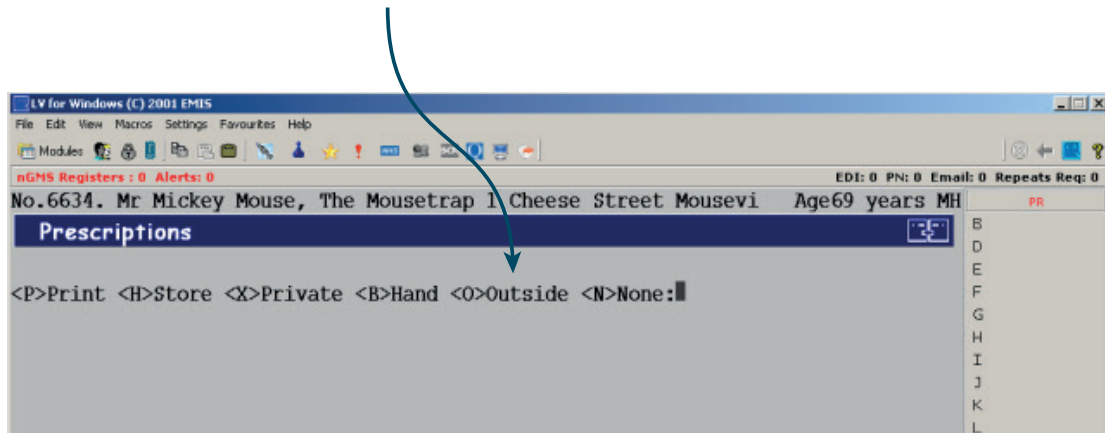 LV for Windows (C) 2001 EMIS
File Edit View Macros Settings Favourites Help
Modules
nGMS Registers : 0 Alerts: 0 EDI: 0 PN: 0 Email: 0 Repeats Req: 0
No.6634. Mr Mickey Mouse, The Mousetrap 1 Cheese Street Mousevi Age69 years MH
PR
Prescriptions
<P>Print <H>Store <X>Private <B>Hand <O>Outside <N>None:
B
D
E
F
G
H
I
J
K
L